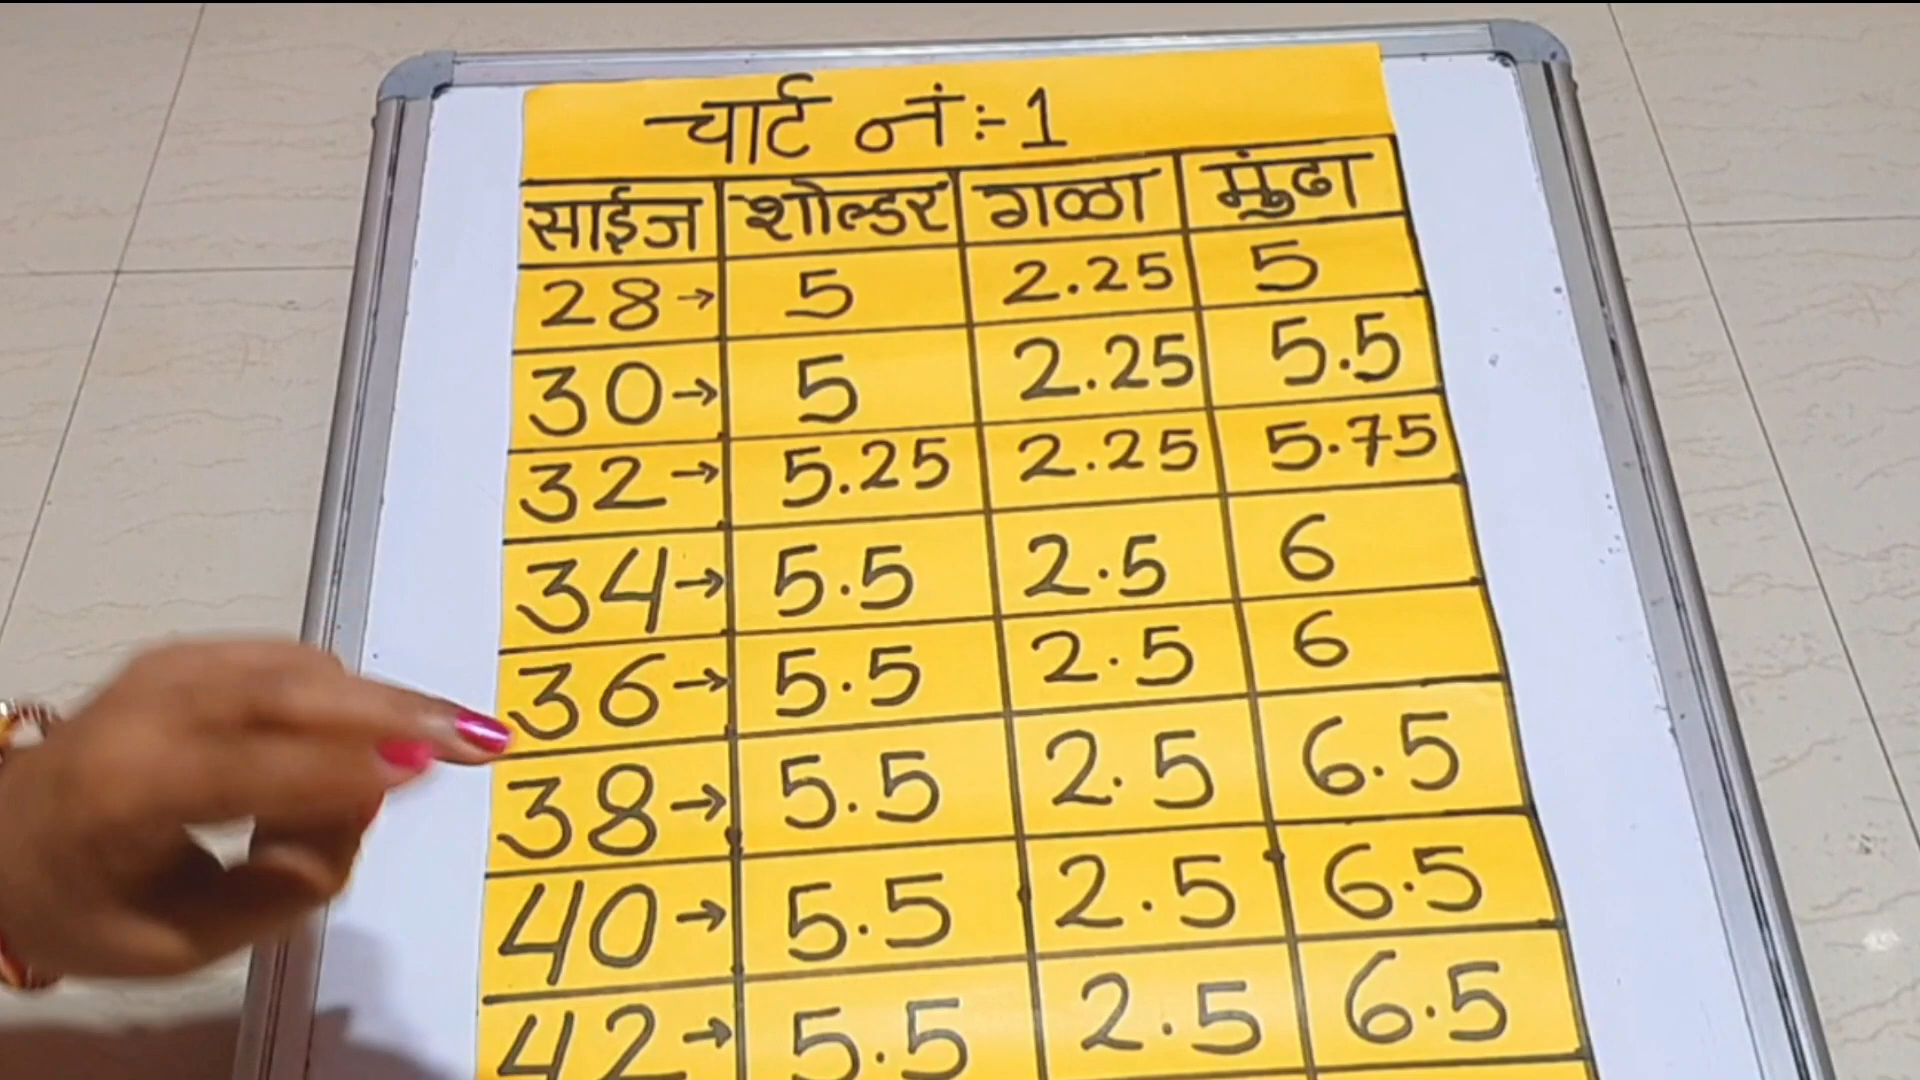 चार्ट नं :- 1
साईज शोल्डर गळा मुंढा
28 → 5 2.25 5
30 → 5 2.25 5.5
32 → 5.25 2.25 5.75
34 → 5.5 2.5 6
36 → 5.5 2.5 6
38 → 5.5 2.5 6.5
40 → 5.5 2.5 6.5
42 → 5.5 2.5 6.5